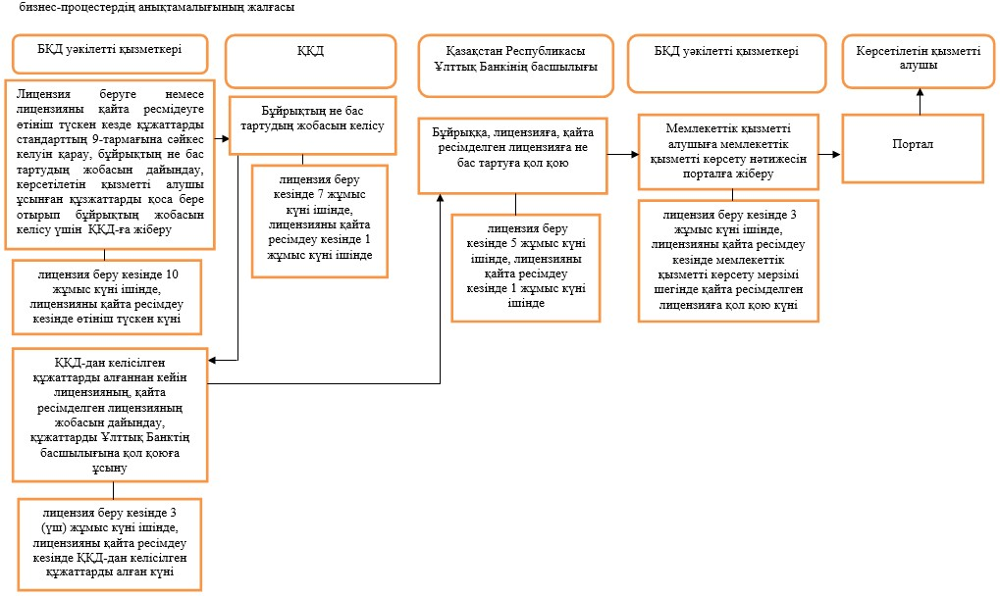 бизнес-процестердің анықтамалығының жалғасы
БҚД уәкілетті қызметкері
ҚҚД
Қазақстан Республикасы
Ұлттық Банкінің басшылығы
БҚД уәкілетті қызметкері
Көрсетілетін қызметті
алушы
Лицензия беруге немесе
лицензияны қайта ресмідеуге
өтініш түскен кезде құжаттарды
стандарттың 9-тармағына сәйкес
келуін қарау, бұйрықтың не бас
тартудың жобасын дайындау,
көрсетілетін қызметті алушы
ұсынған құзжаттарды қоса бере
отырып бұйрықтың жобасын
келісу үшін ҚҚД-ға жіберу
лицензия беру кезінде 10
жұмыс күні ішінде,
лицензияны қайта ресімдеу
кезінде өтініш түскен күні
Бұйрықтың не бас
тартудың жобасын келісу
лицензия беру
кезінде 7 жұмыс
күні ішінде,
лицензияны қайта
ресімдеу кезінде 1
жұмыс күні ішінде
ҚҚД-дан келісілген
құжаттарды алғаннан кейін
лицензияның, қайта
ресімделген лицензияның
жобасын дайындау,
құжаттарды Ұлттық Банктің
басшылығына қол қоюға
ұсыну
лицензия беру кезінде 3
(үш) жұмыс күні ішінде,
лицензияны қайта ресімдеу
кезінде ҚҚД-дан келісілген
құжаттарды алған күні
Бұйрыққа, лицензияға, қайта
ресімделген лицензияға не
бас тартуға қол қою
лицензия беру
кезінде 5 жұмыс күні
ішінде, лицензияны
қайта ресімдеу
кезінде 1 жұмыс күні
ішінде
Мемлекеттік қызметті
алушыға мемлекеттік
қызметті көрсету нәтижесін
порталға жіберу
лицензия беру кезінде 3
жұмыс күні ішінде,
лицензияны қайта ресімдеу
кезінде мемлекеттік
қызметті көрсету мерзімі
шегінде қайта ресімделген
лицензияға қол қою күні
Портал